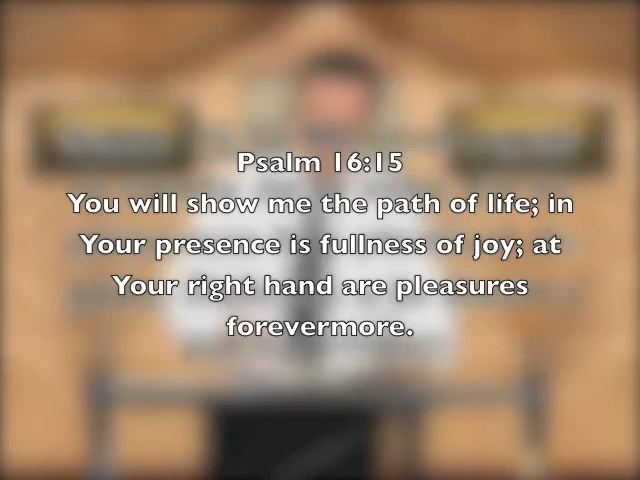 Psalm 16:15
You will show me the path of life; in
Your presence is fullness of joy; at
Your right hand are pleasures
forevermore.